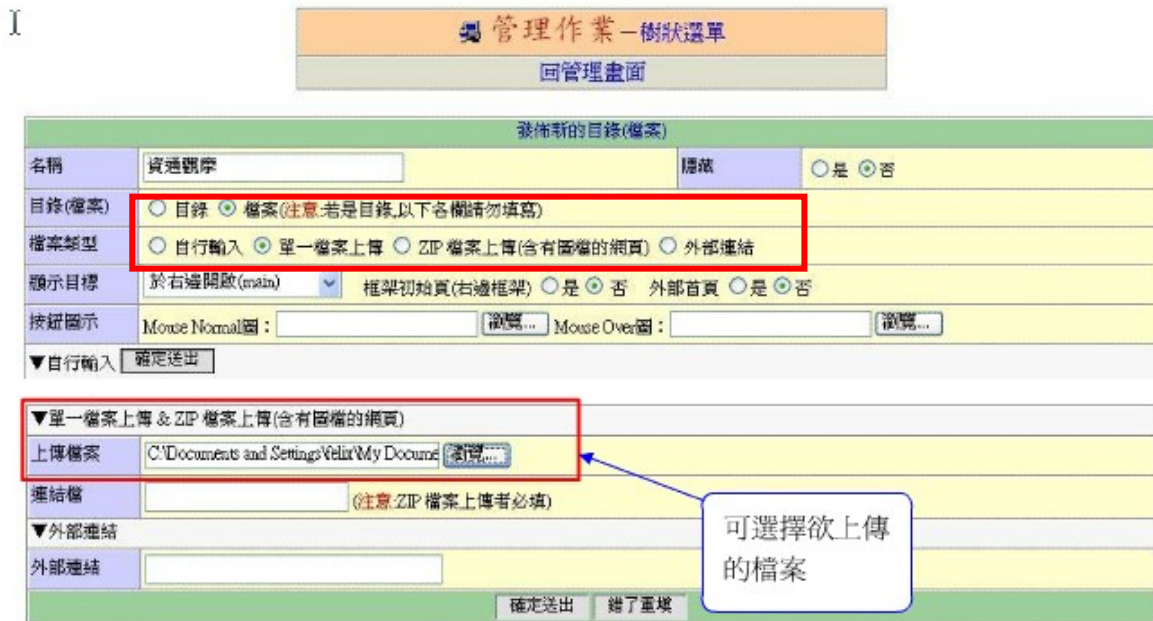 管理作業－樹狀選單
回管理畫面
發佈新的目錄(檔案)
名稱 資通觀摩 隱藏 是 否
目錄(檔案) 目錄 檔案(注意:若是目錄,以下各欄請勿填寫)
檔案類型 自行輸入 單一檔案上傳 ZIP 檔案上傳(含有圖檔的網頁) 外部連結
顯示目標 於右邊開啟(main) 框架初始頁(右邊框架) 是 否 外部首頁 是 否
按鈕圖示 Mouse Normal圖： 瀏覽... Mouse Over圖： 瀏覽...
▼自行輸入 確定送出
▼單一檔案上傳 & ZIP 檔案上傳(含有圖檔的網頁)
上傳檔案 C:\Documents and Settings\felix\My Docume 瀏覽...
連結檔 (注意:ZIP 檔案上傳者必填)
▼外部連結
外部連結
可選擇欲上傳
的檔案
確定送出 錯了重填